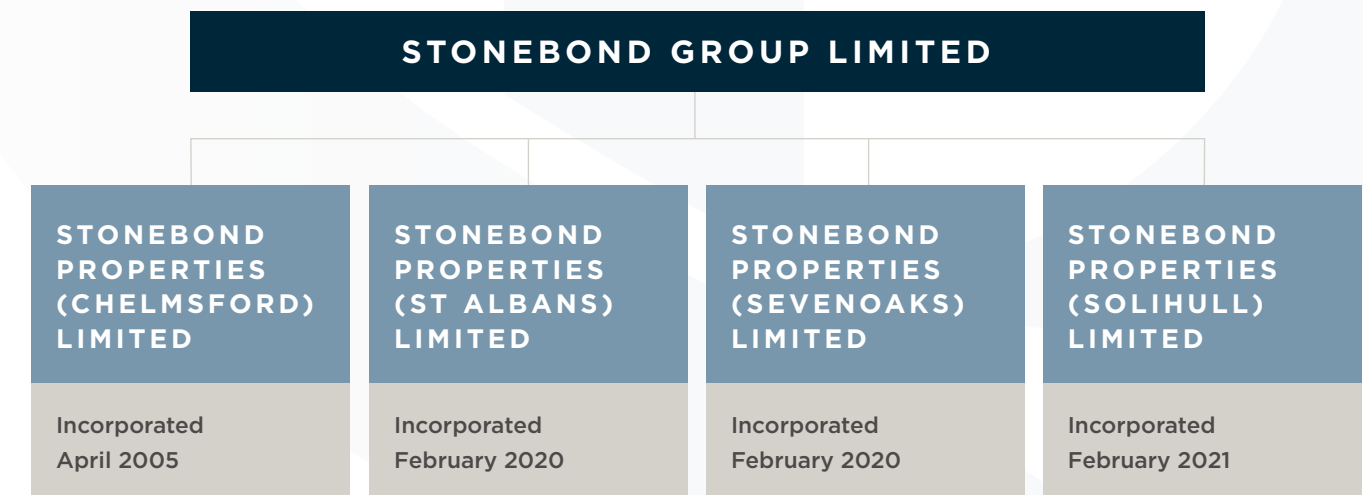 STONEBOND GROUP LIMITED
STONEBOND
PROPERTIES
(CHELMSFORD)
LIMITED
Incorporated
April 2005
STONEBOND
PROPERTIES
(ST ALBANS)
LIMITED
Incorporated
February 2020
STONEBOND
PROPERTIES
(SEVENOAKS)
LIMITED
Incorporated
February 2020
STONEBOND
PROPERTIES
(SOLIHULL)
LIMITED
Incorporated
February 2021